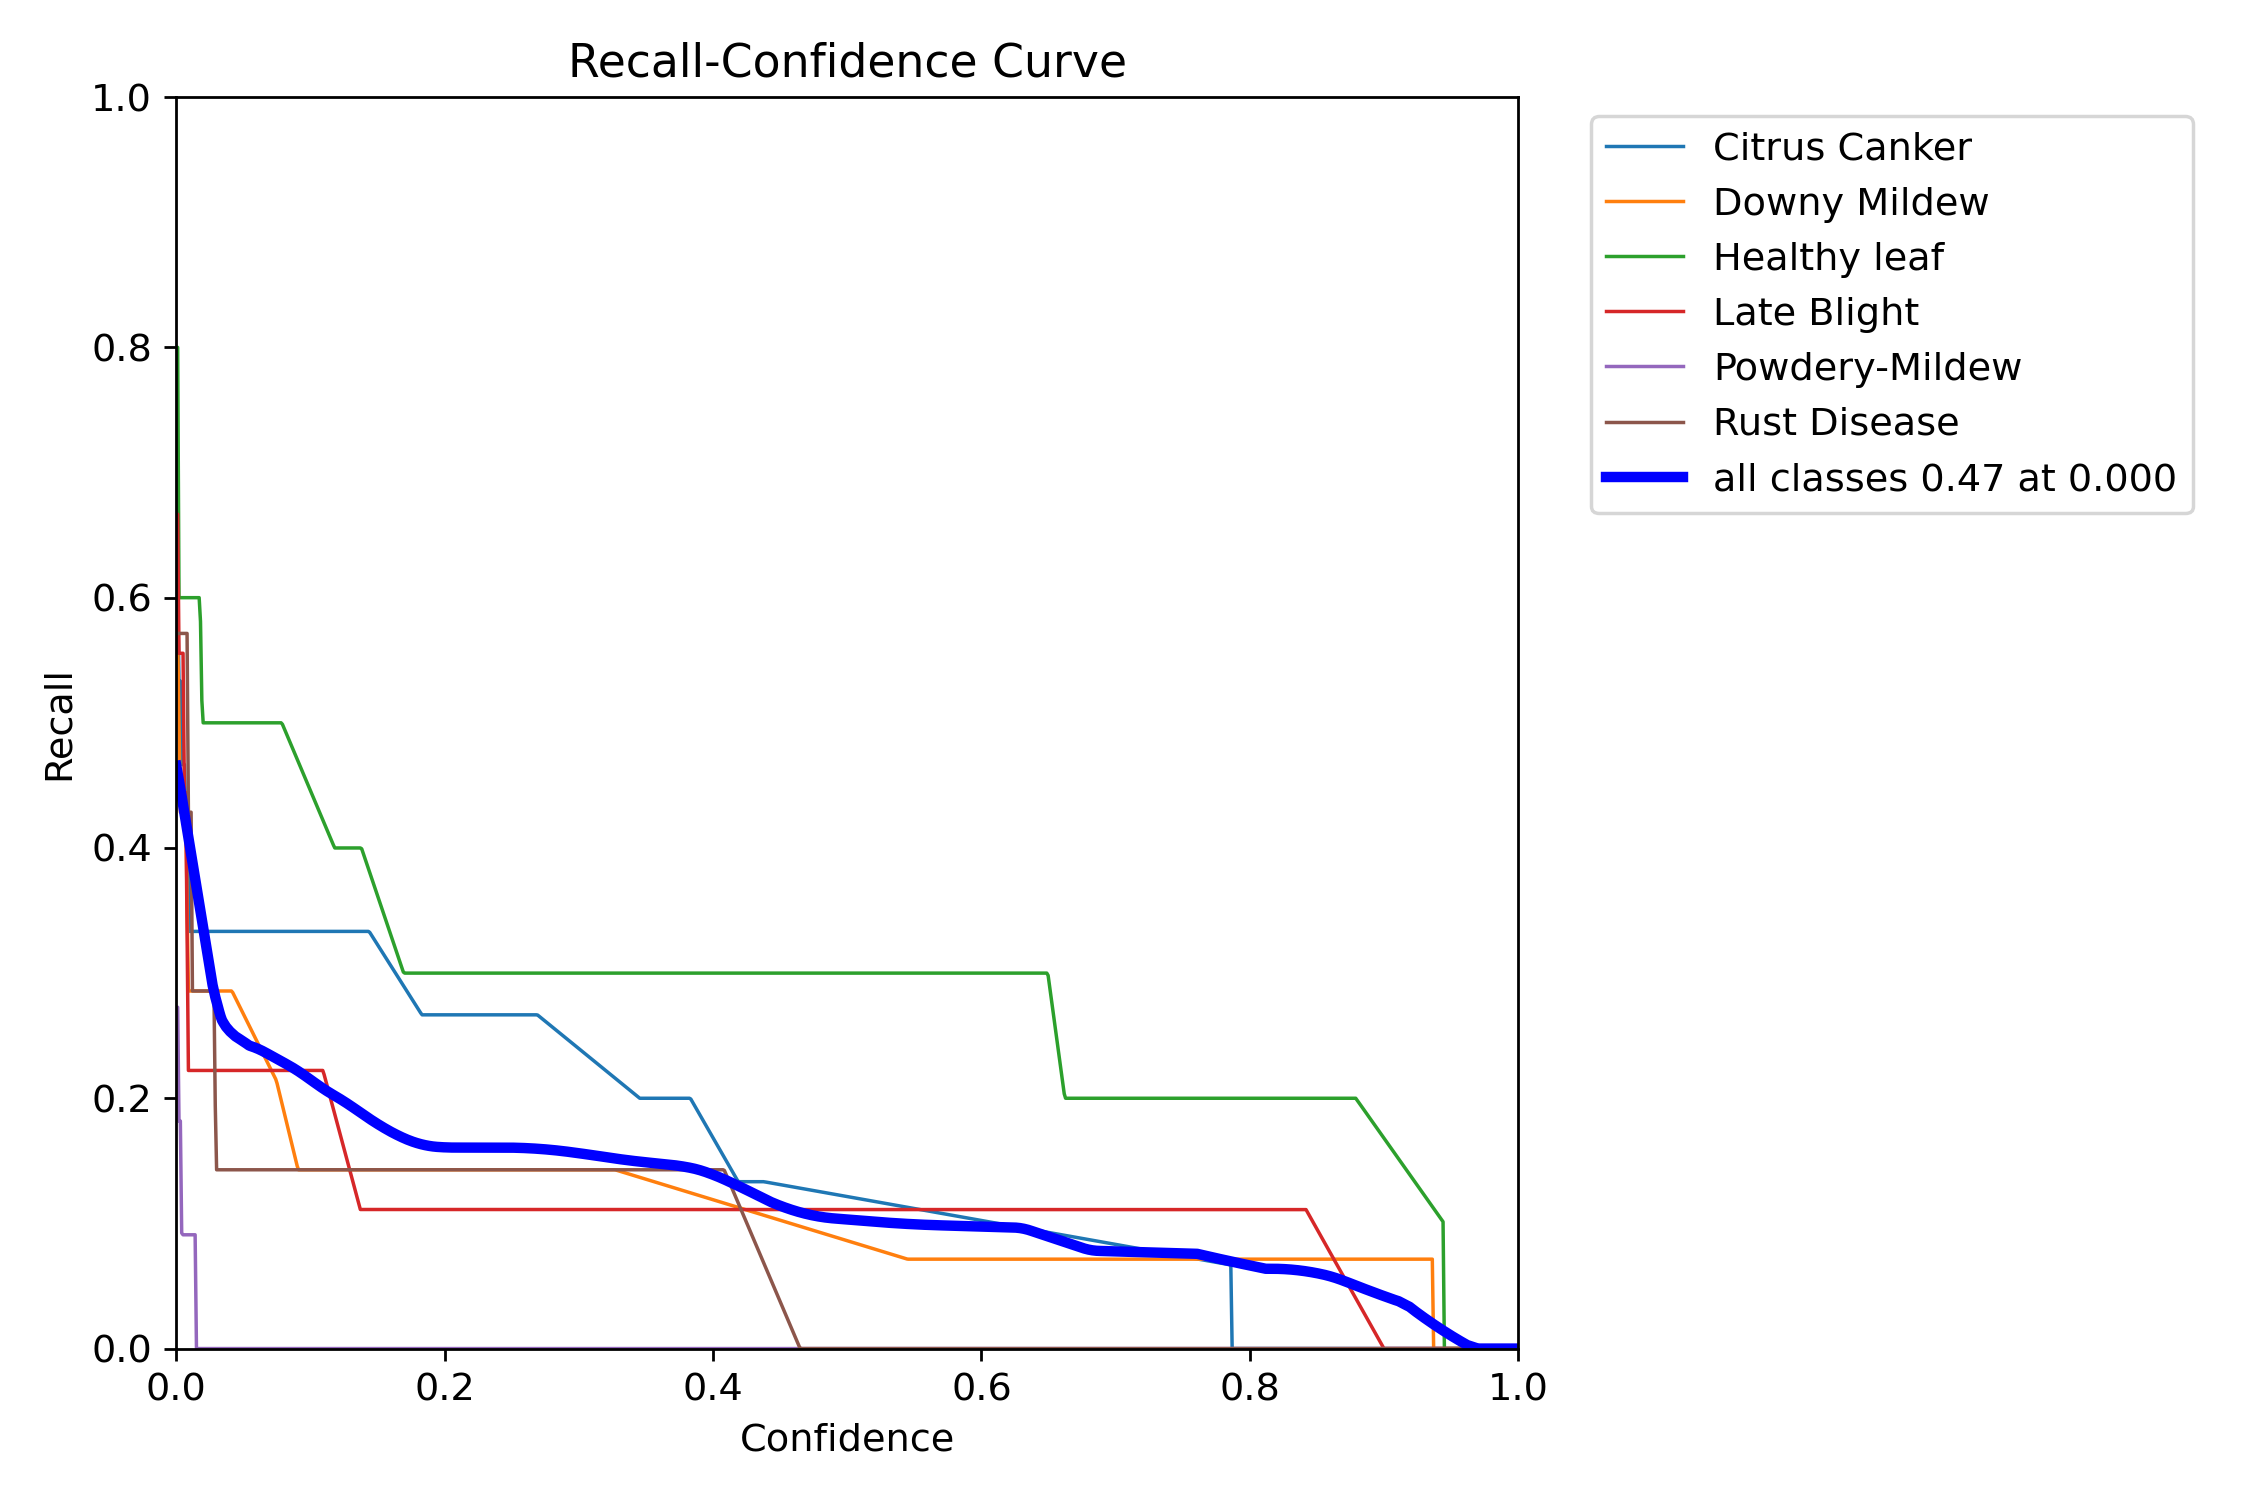 Recall-Confidence Curve
1.0
0.8
0.6
0.4
0.2
0.0
Recall
0.0 0.2 0.4 0.6 0.8 1.0
Confidence
Citrus Canker
Downy Mildew
Healthy leaf
Late Blight
Powdery-Mildew
Rust Disease
all classes 0.47 at 0.000